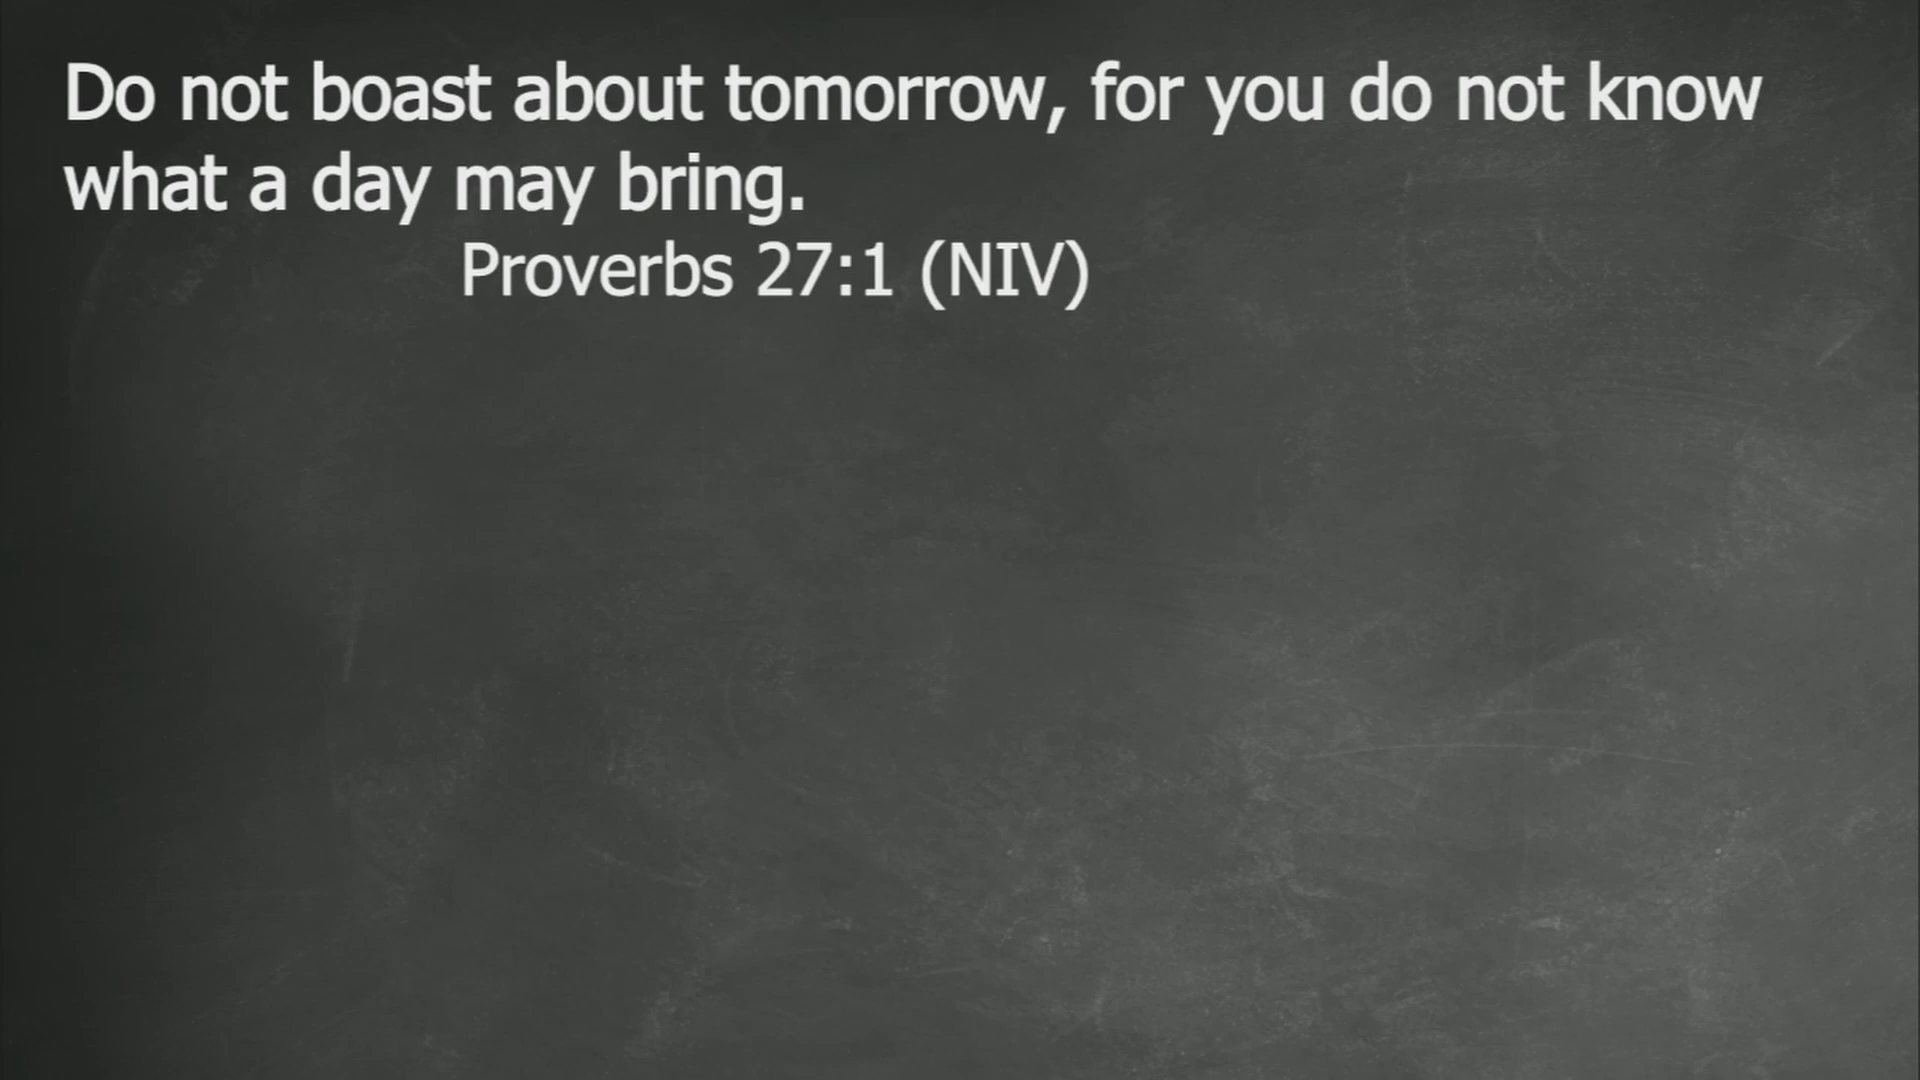 Do not boast about tomorrow, for you do not know
what a day may bring.
Proverbs 27:1 (NIV)